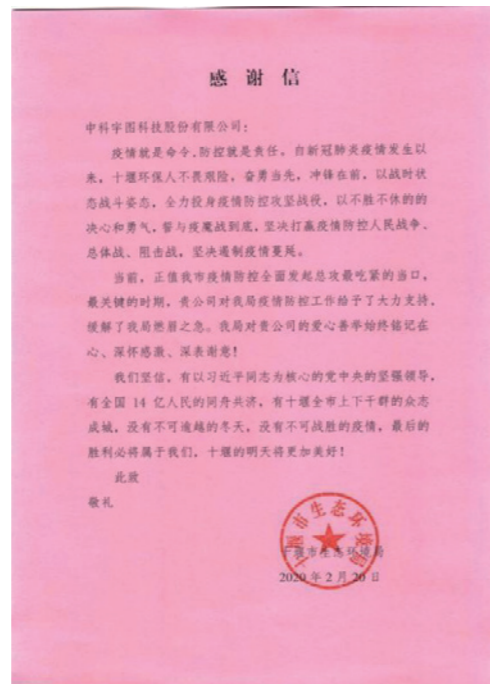 感谢信
中科宇图科技股份有限公司：
疫情就是命令,防控就是责任。自新冠肺炎疫情发生以
来，十堰环保人不畏艰险，奋勇当先，冲锋在前，以战时状
态战斗姿态，全力投身疫情防控攻坚战役，以不胜不休的的
决心和勇气，誓与疫魔战到底，坚决打赢疫情防控人民战争、
总体战、阻击战，坚决遏制疫情蔓延。
当前，正值我市疫情防控全面发起总攻最吃紧的当口，
最关键的时期，贵公司对我局疫情防控工作给予了大力支持，
缓解了我局燃眉之急。我局对贵公司的爱心善举始终铭记在
心、深怀感激、深表谢意！
我们坚信，有以习近平同志为核心的党中央的坚强领导，
有全国 14 亿人民的同舟共济，有十堰全市上下干群的众志
成城，没有不可逾越的冬天，没有不可战胜的疫情，最后的
胜利必将属于我们，十堰的明天将更加美好！
此致
敬礼
十堰市生态环境局
十堰市生态环境局
2020 年 2 月 20 日